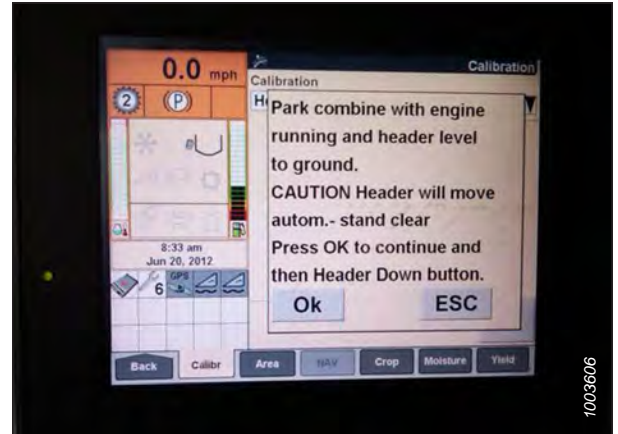 0.0 mph
Calibration
Calibration
2
P
H
Park combine with engine
running and header level
to ground.
CAUTION Header will move
autom.- stand clear
Press OK to continue and
then Header Down button.
Ok
ESC
8:33 am
Jun 20, 2012
6
GPS
Back
Calibr
Area
NAV
Crop
Moisture
Yield
1003606